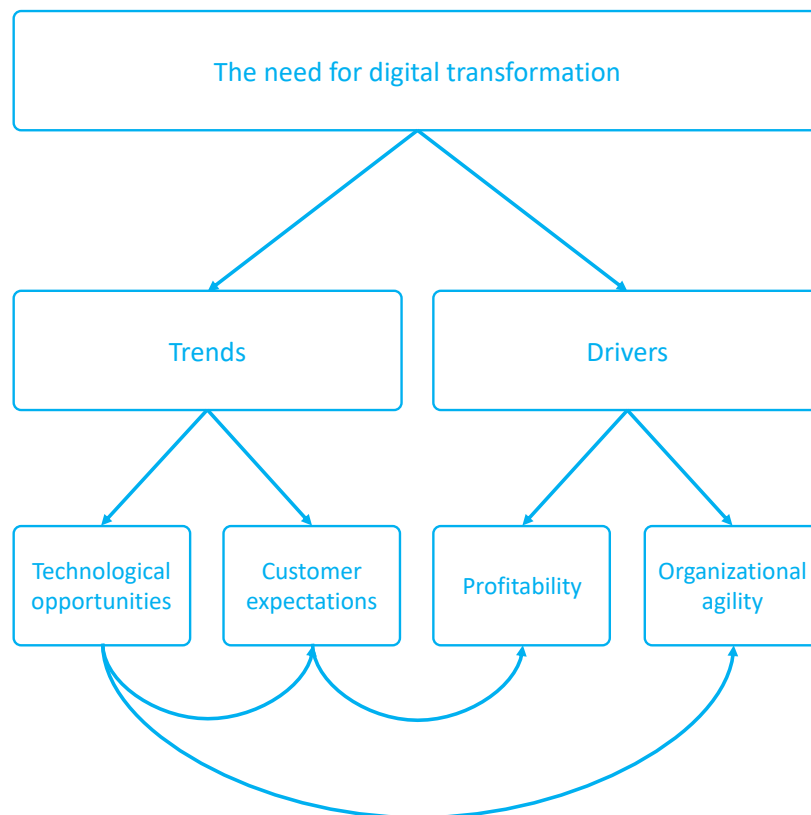 The need for digital transformation
Trends
Drivers
Technological
opportunities
Customer
expectations
Profitability
Organizational
agility